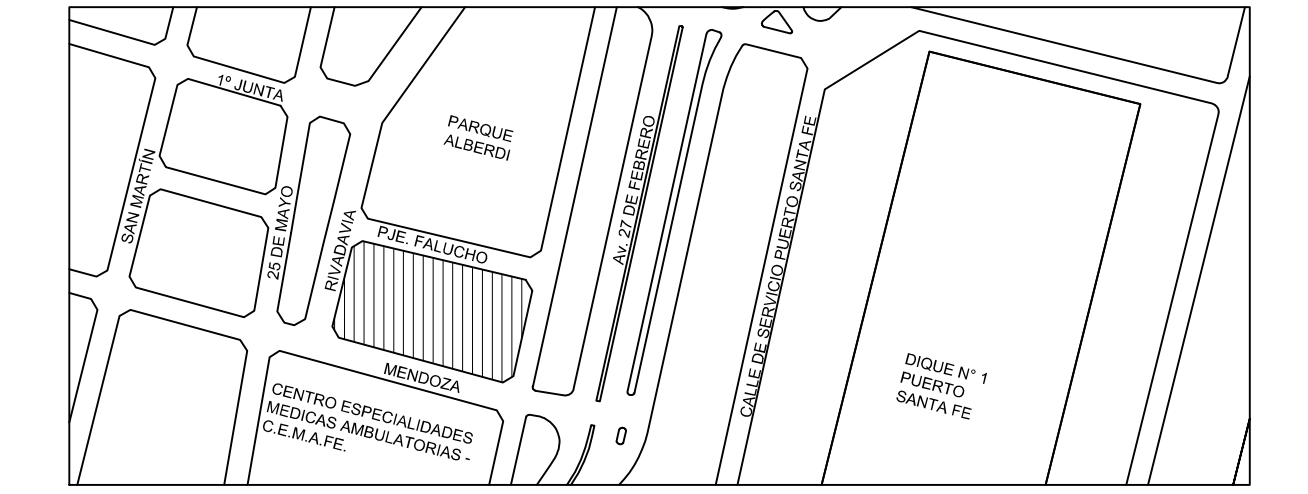 1º JUNTA
PARQUE
ALBERDI
SAN MARTÍN
25 DE MAYO
RIVADAVIA
PJE. FALUCHO
Av. 27 DE FEBRERO
CALLE DE SERVICIO PUERTO SANTA FE
MENDOZA
CENTRO ESPECIALIDADES
MEDICAS AMBULATORIAS -
C.E.M.A.FE.
DIQUE N° 1
PUERTO
SANTA FE